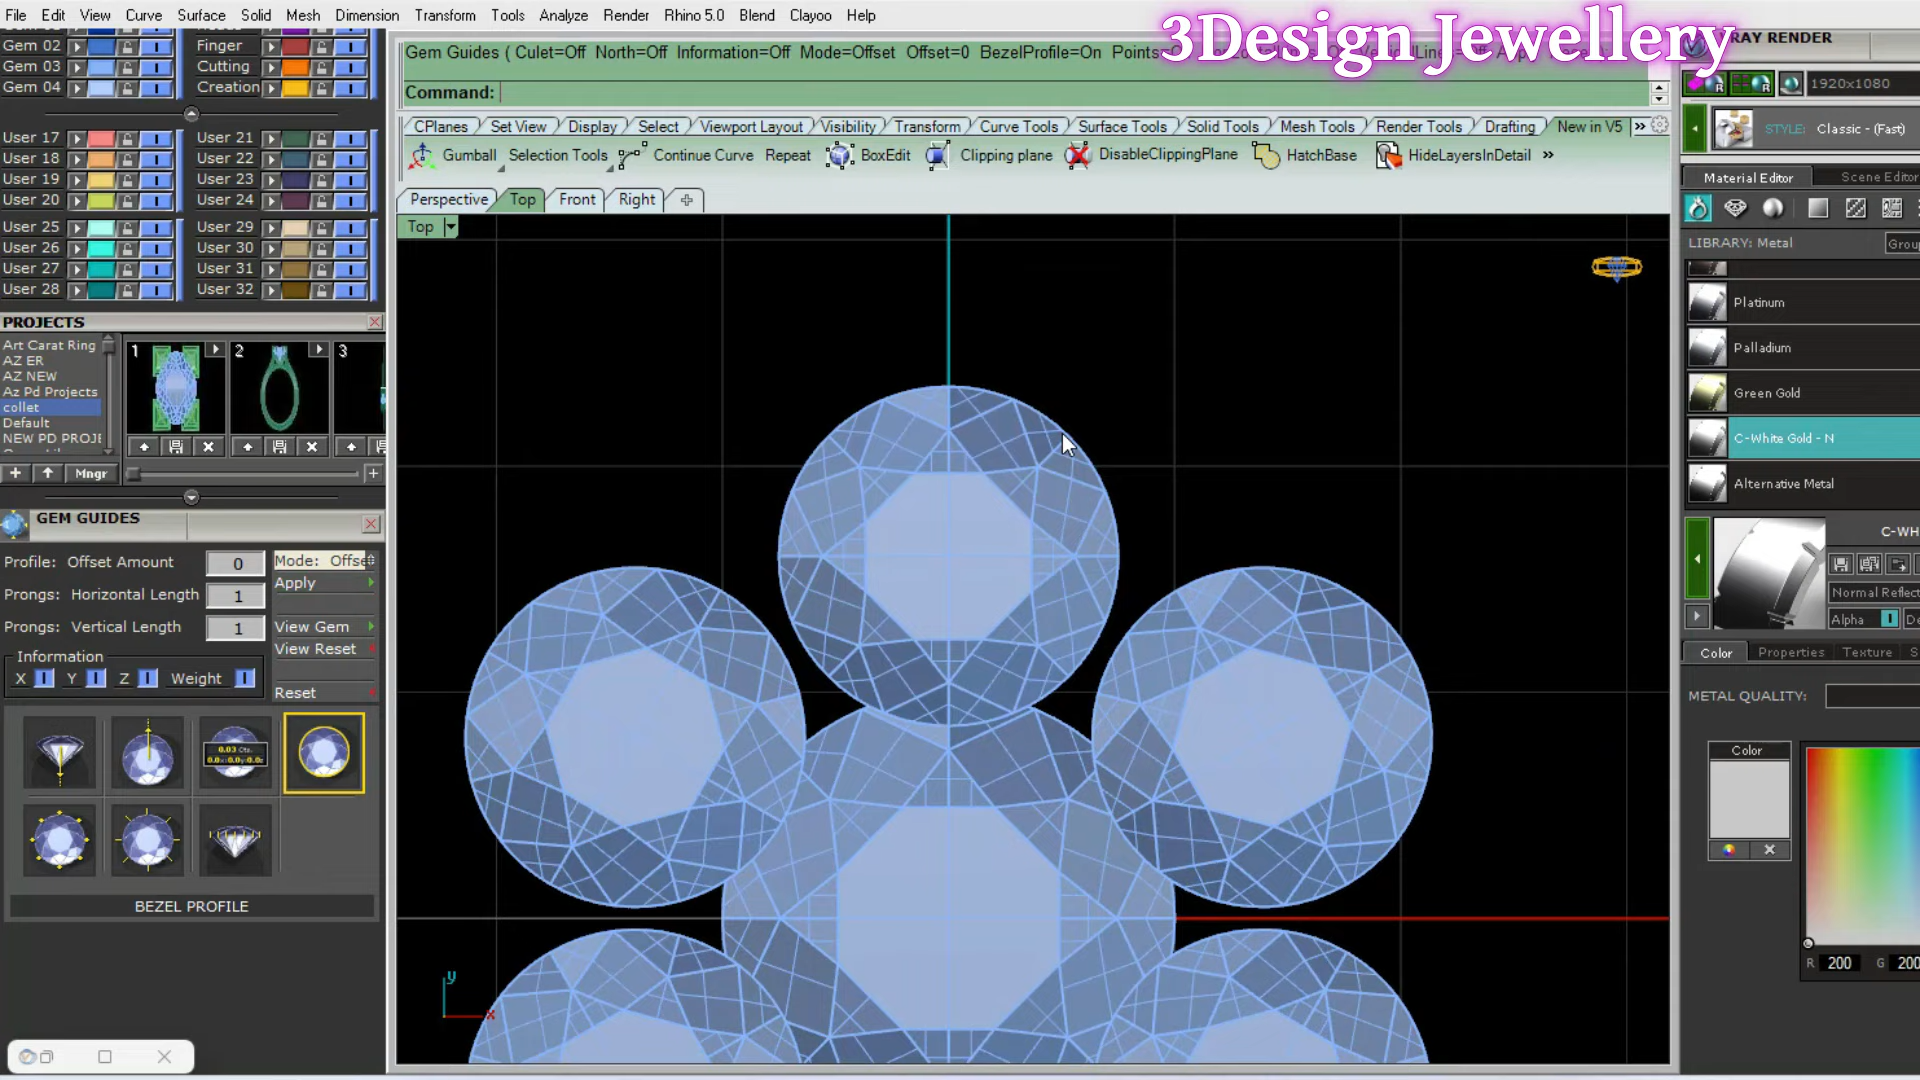 File Edit View Curve Surface Solid Mesh Dimension Transform Tools Analyze Render Rhino 5.0 Blend Clayoo Help
3Design Jewellery
Gem 02 Finger
Gem 03 Cutting
Gem 04 Creation
User 17 User 21
User 18 User 22
User 19 User 23
User 20 User 24
User 25 User 29
User 26 User 30
User 27 User 31
User 28 User 32
PROJECTS
Art Carat Ring
AZ ER
AZ NEW
Az Pd Projects
collet
Default
NEW PD PROJE
1 2 3
Mngr
GEM GUIDES
Profile: Offset Amount 0 Mode: Offse
Apply
Prongs: Horizontal Length 1
Prongs: Vertical Length 1 View Gem
View Reset
Information
X Y Z Weight
Reset
0.03 Cts.
BEZEL PROFILE
Gem Guides ( Culet=Off North=Off Information=Off Mode=Offset Offset=0 BezelProfile=On
Command:
CPlanes Set View Display Select Viewport Layout Visibility Transform Curve Tools Surface Tools Solid Tools Mesh Tools Render Tools Drafting New in V5
Gumball Selection Tools Continue Curve Repeat BoxEdit Clipping plane DisableClippingPlane HatchBase HideLayersInDetail
Perspective Top Front Right
Top
y
x
RAY RENDER
1920x1080
STYLE: Classic - (Fast)
Material Editor Scene Editor
LIBRARY: Metal Grou
Platinum
Palladium
Green Gold
C-White Gold - N
Alternative Metal
C-WH
Normal Reflect
Alpha
Color Properties Texture S
METAL QUALITY:
Color
R 200 G 200